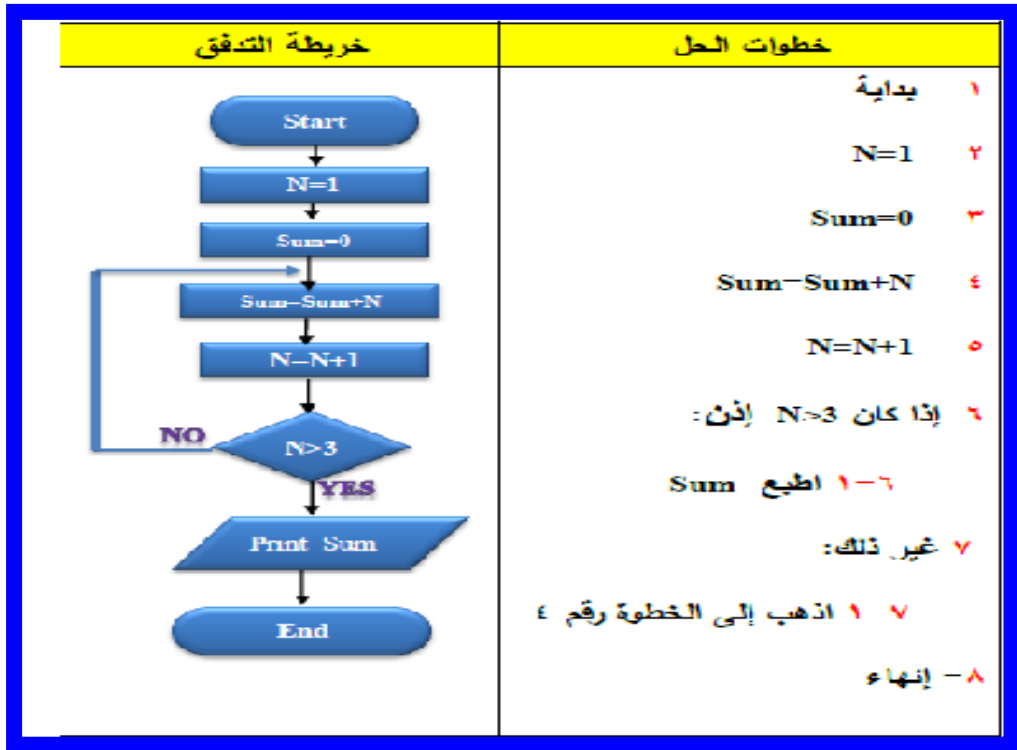 خطوات الحل
١ بداية
٢ N=1
٣ Sum=0
٤ Sum=Sum+N
٥ N=N+1
٦ إذا كان N>3 إذن:
٦-١ اطبع Sum
٧ غير ذلك:
٧ ١ اذهب إلى الخطوة رقم ٤
٨- إنهاء
خريطة التدفق
Start
N=1
Sum=0
Sum=Sum+N
N=N+1
N>3
NO
YES
Print Sum
End